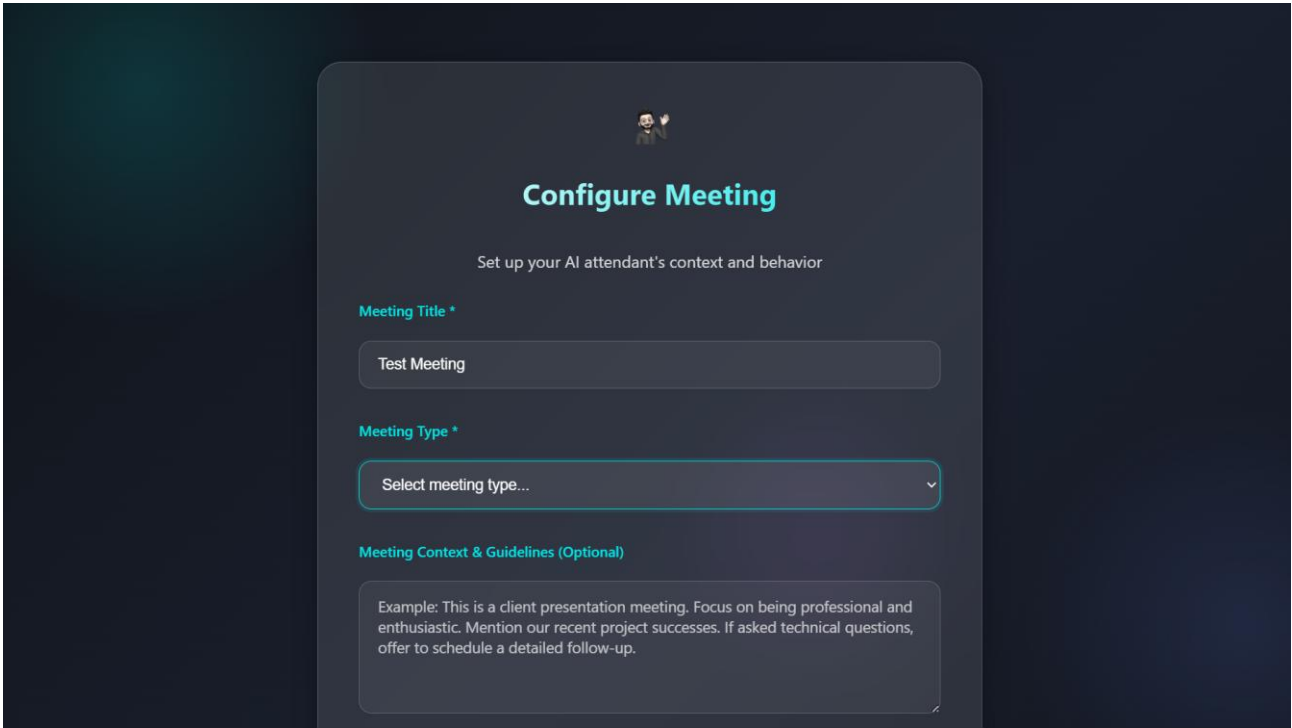 Configure Meeting
Set up your AI attendant's context and behavior
Meeting Title *
Test Meeting
Meeting Type *
Select meeting type...
Meeting Context & Guidelines (Optional)
Example: This is a client presentation meeting. Focus on being professional and
enthusiastic. Mention our recent project successes. If asked technical questions,
offer to schedule a detailed follow-up.